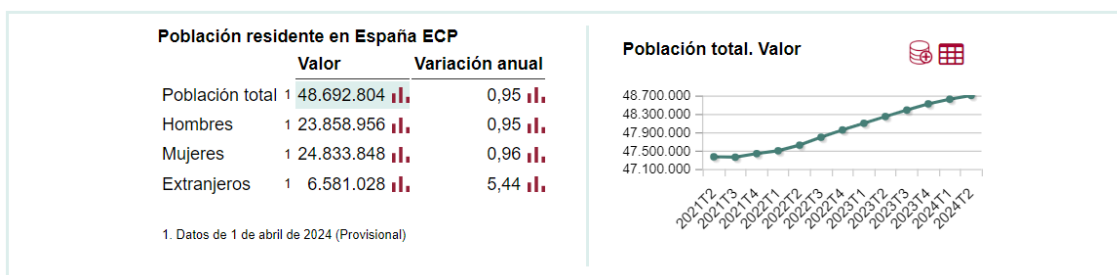 Población residente en España ECP
Valor Variación anual
Población total 1 48.692.804 0,95
Hombres 1 23.858.956 0,95
Mujeres 1 24.833.848 0,96
Extranjeros 1 6.581.028 5,44
1. Datos de 1 de abril de 2024 (Provisional)
Población total. Valor
48.700.000
48.300.000
47.900.000
47.500.000
47.100.000
2021T2 2021T3 2021T4 2022T1 2022T2 2022T3 2022T4 2023T1 2023T2 2023T3 2023T4 2024T1 2024T2